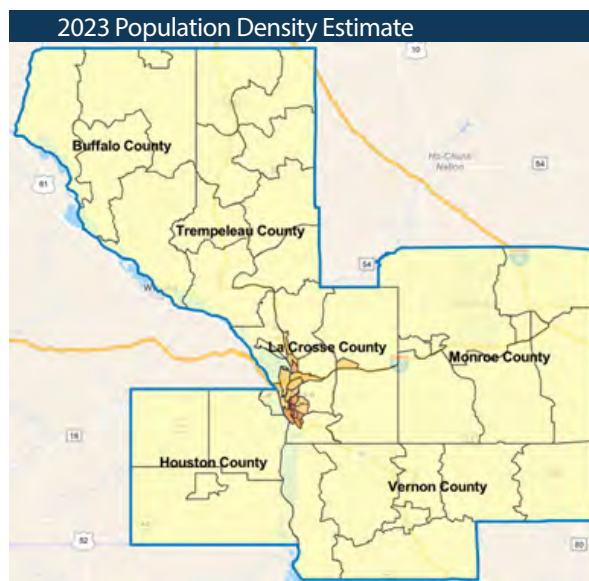 2023 Population Density Estimate
10
Buffalo County
Ho-Chunk
Nation
54
61
Trempeleau County
54
La Crosse County
Monroe County
16
Houston County
Vernon County
52
80